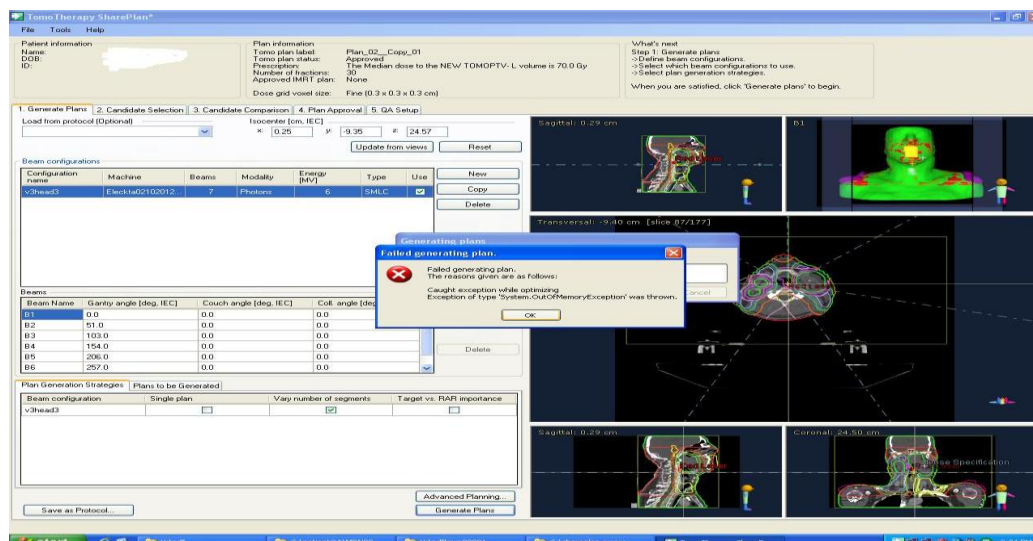 TomoTherapy SharePlan*
File Tools Help
Patient information
Name:
DOB:
ID:
Plan information
Tomo plan label: Plan_02__Copy_01
Tomo plan status: Approved
Prescription: The Median dose to the NEW TOMOPTV- L volume is 70.0 Gy
Number of fractions: 30
Approved IMRT plan: None
Dose grid voxel size: Fine (0.3 x 0.3 x 0.3 cm)
What's next
Step 1: Generate plans
->Define beam configurations.
->Select which beam configurations to use.
->Select plan generation strategies.
When you are satisfied, click 'Generate plans' to begin.
1. Generate Plans 2. Candidate Selection 3. Candidate Comparison 4. Plan Approval 5. QA Setup
Load from protocol (Optional)
Isocenter [cm, IEC]
x: 0.25 y: -9.35 z: 24.57
Update from views Reset
Beam configurations
Configuration name Machine Beams Modality Energy [MV] Type Use
v3head3 Eleckta02102012... 7 Photons 6 SMLC
New
Copy
Delete
Beams
Beam Name Gantry angle [deg, IEC] Couch angle [deg, IEC] Coll. angle [deg
B1 0.0 0.0 0.0
B2 51.0 0.0 0.0
B3 103.0 0.0 0.0
B4 154.0 0.0 0.0
B5 206.0 0.0 0.0
B6 257.0 0.0 0.0
Delete
Plan Generation Strategies Plans to be Generated
Beam configuration Single plan Vary number of segments Target vs. RAR importance
v3head3
Advanced Planning...
Save as Protocol... Generate Plans
Sagittal: 0.29 cm
B1
Transversal: -9.40 cm [slice 87/177]
Generating plans
Cancel
Failed generating plan.
Failed generating plan.
The reasons given are as follows:
Caught exception while optimizing
Exception of type 'System.OutOfMemoryException' was thrown.
OK
Sagittal: 0.29 cm
Coronal: 24.50 cm
Specification
start